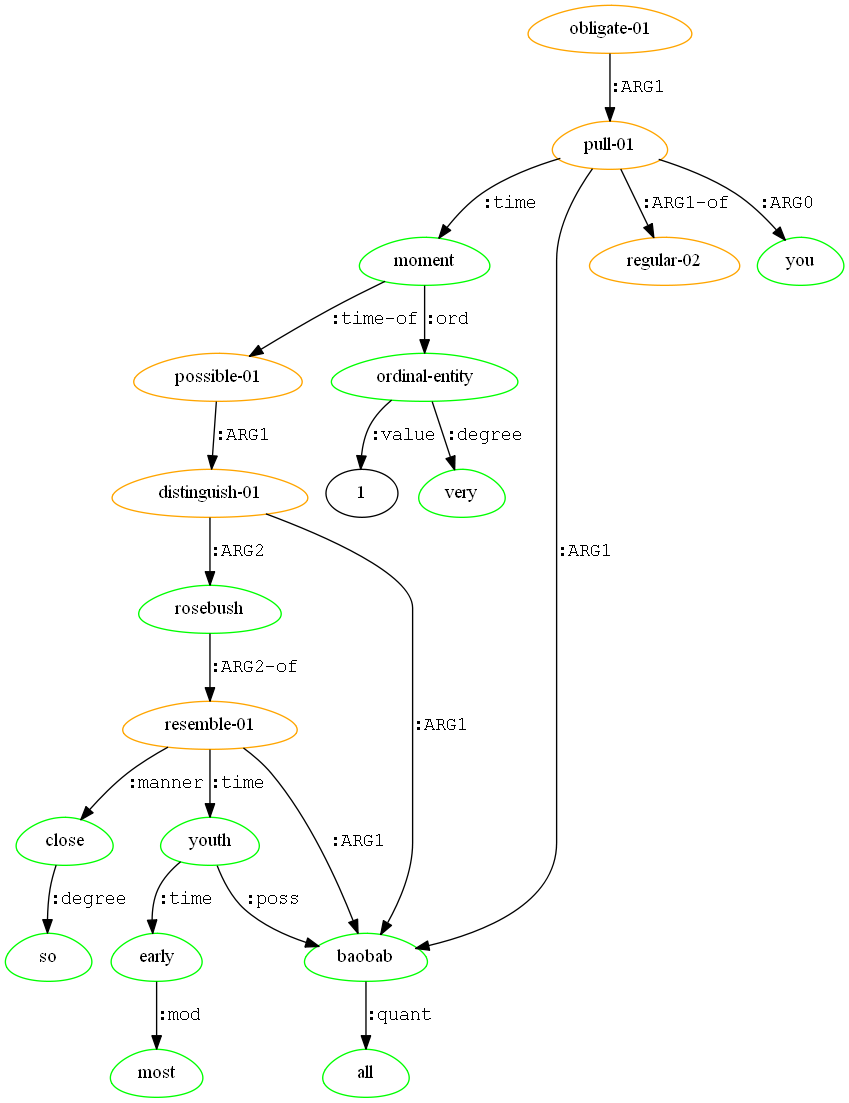 obligate-01
:ARG1
pull-01
:time
:ARG1-of
:ARG0
moment
regular-02
you
:time-of
:ord
possible-01
ordinal-entity
:ARG1
:value
:degree
distinguish-01
1
very
:ARG2
:ARG1
rosebush
:ARG2-of
resemble-01
:ARG1
:manner
:time
close
youth
:ARG1
:degree
:time
:poss
so
early
baobab
:mod
:quant
most
all